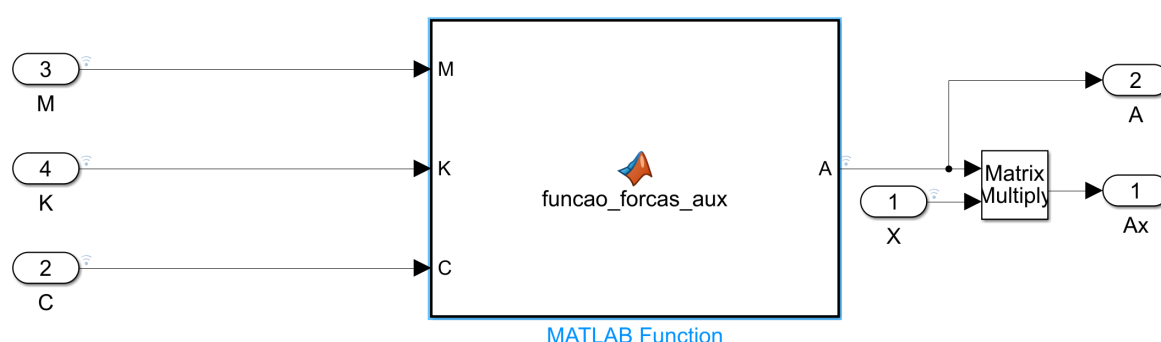 3
M
4
K
2
C
M
K
C
funcao_forcas_aux
A
MATLAB Function
1
X
Matrix
Multiply
2
A
1
Ax